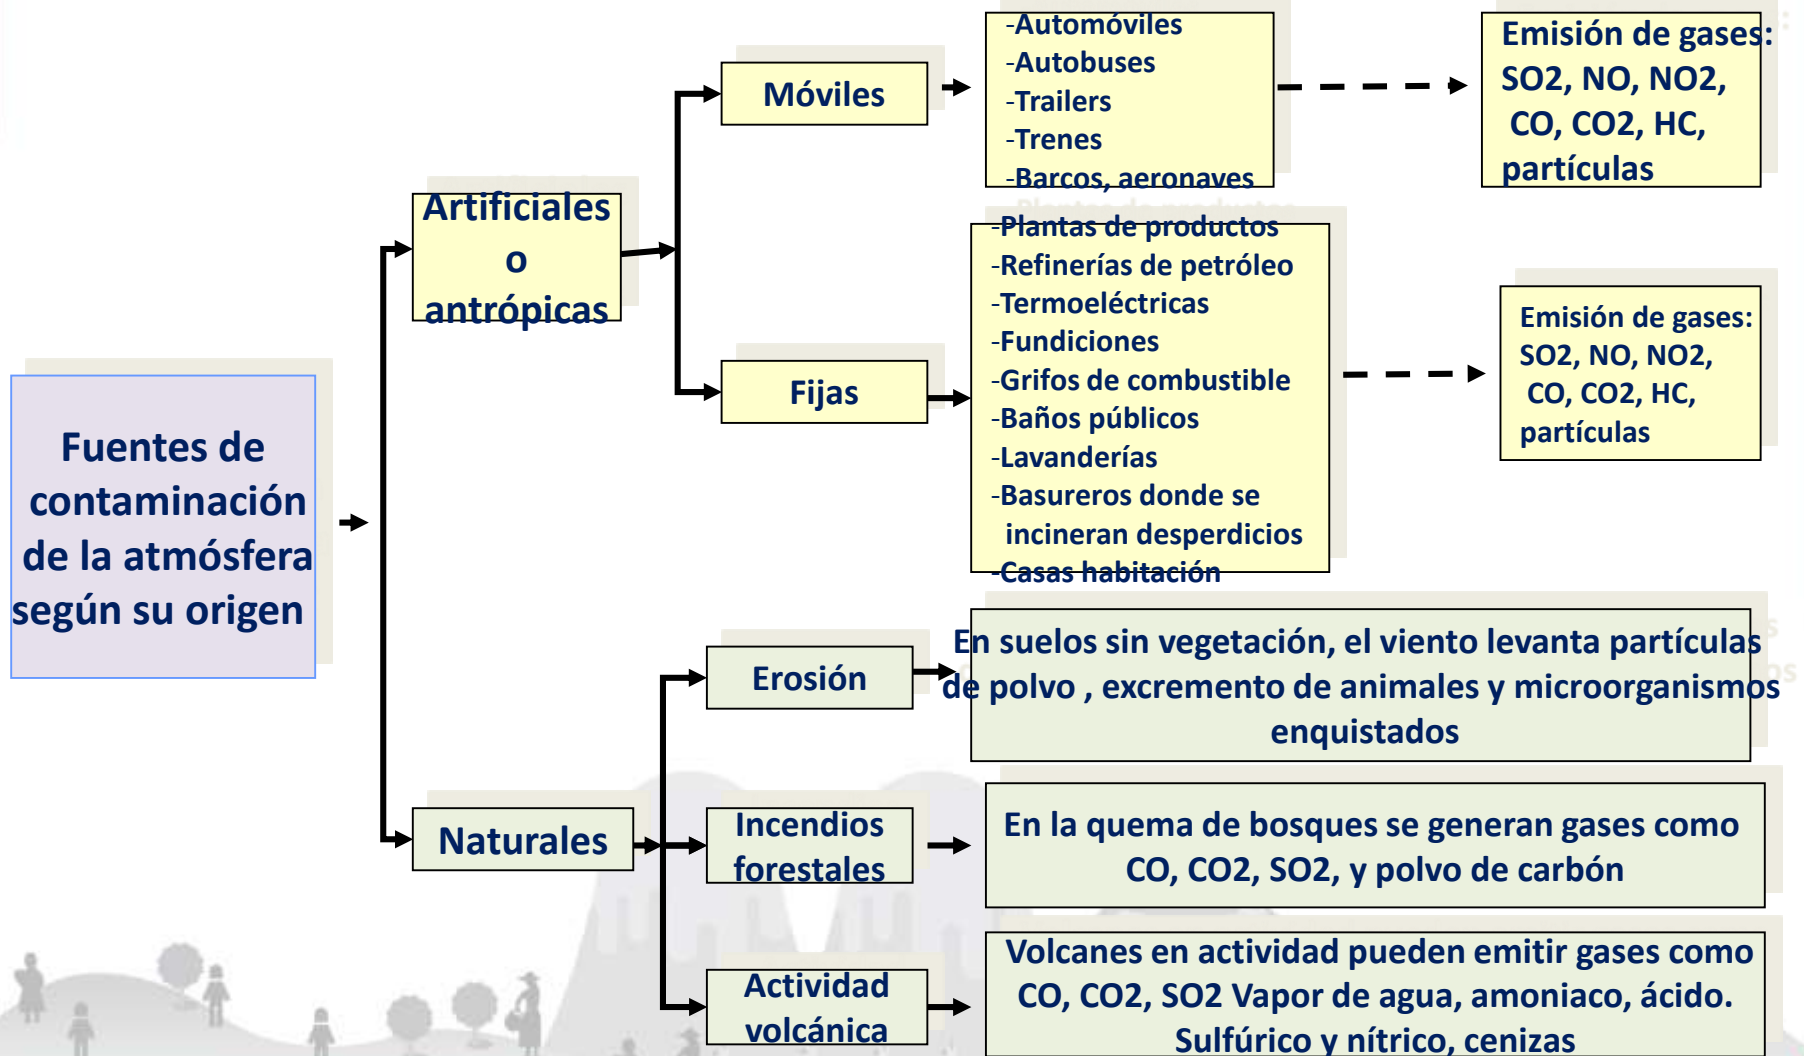 Fuentes de
contaminación
de la atmósfera
según su origen
Artificiales
o
antrópicas
Móviles
-Automóviles
-Autobuses
-Trailers
-Trenes
-Barcos, aeronaves
Emisión de gases:
SO2, NO, NO2,
CO, CO2, HC,
partículas
Fijas
-Plantas de productos
-Refinerías de petróleo
-Termoeléctricas
-Fundiciones
-Grifos de combustible
-Baños públicos
-Lavanderías
-Basureros donde se
incineran desperdicios
-Casas habitación
Emisión de gases:
SO2, NO, NO2,
CO, CO2, HC,
partículas
Naturales
Erosión
En suelos sin vegetación, el viento levanta partículas
de polvo , excremento de animales y microorganismos
enquistados
Incendios
forestales
En la quema de bosques se generan gases como
CO, CO2, SO2, y polvo de carbón
Actividad
volcánica
Volcanes en actividad pueden emitir gases como
CO, CO2, SO2 Vapor de agua, amoniaco, ácido.
Sulfúrico y nítrico, cenizas